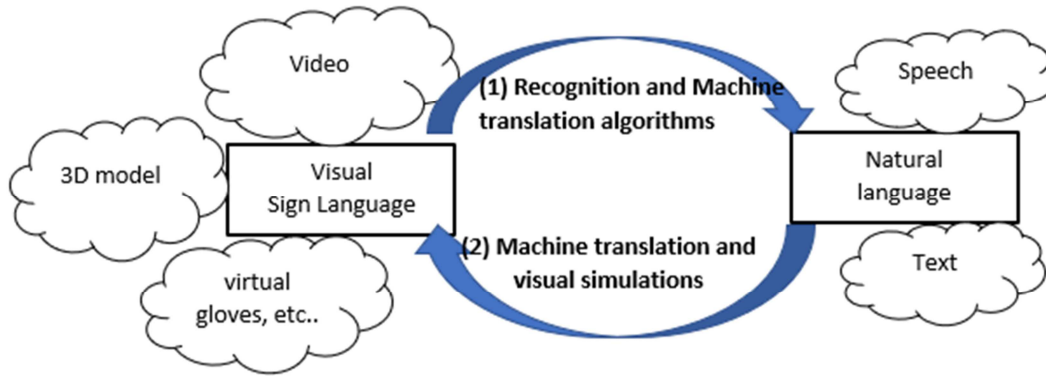 Video
3D model
Visual
Sign Language
virtual
gloves, etc..
(1) Recognition and Machine
translation algorithms
(2) Machine translation and
visual simulations
Speech
Natural
language
Text